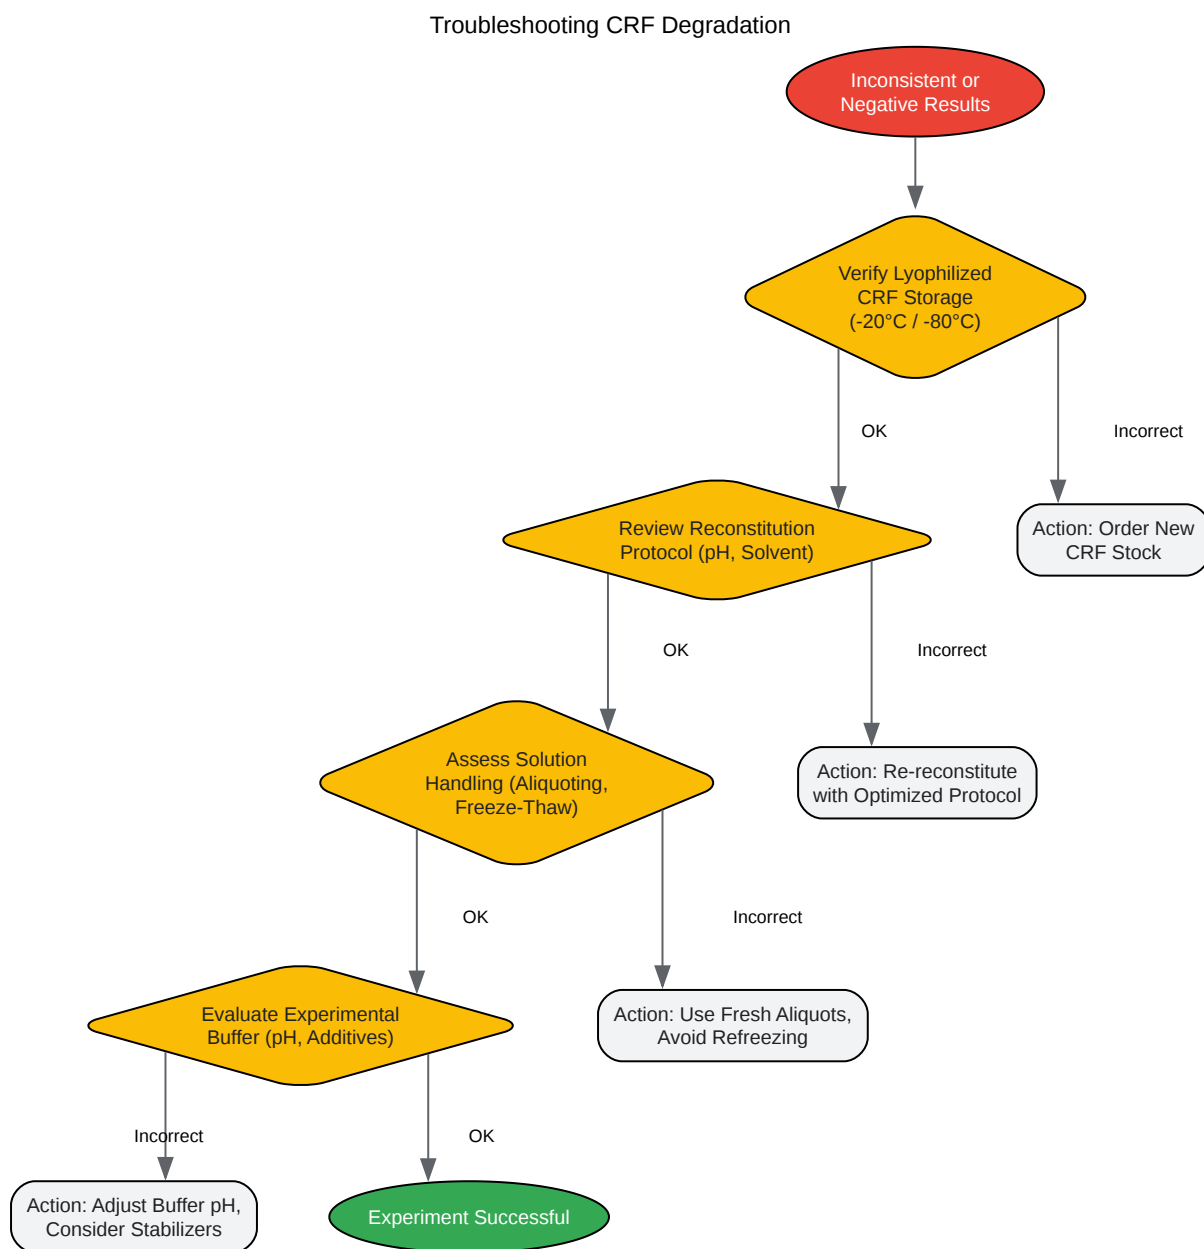 Troubleshooting CRF Degradation
Inconsistent or
Negative Results
Verify Lyophilized
CRF Storage
(-20°C / -80°C)
OK
Incorrect
Review Reconstitution
Protocol (pH, Solvent)
Action: Order New
CRF Stock
OK
Incorrect
Assess Solution
Handling (Aliquoting,
Freeze-Thaw)
Action: Re-reconstitute
with Optimized Protocol
OK
Incorrect
Evaluate Experimental
Buffer (pH, Additives)
Action: Use Fresh Aliquots,
Avoid Refreezing
Incorrect
OK
Action: Adjust Buffer pH,
Consider Stabilizers
Experiment Successful